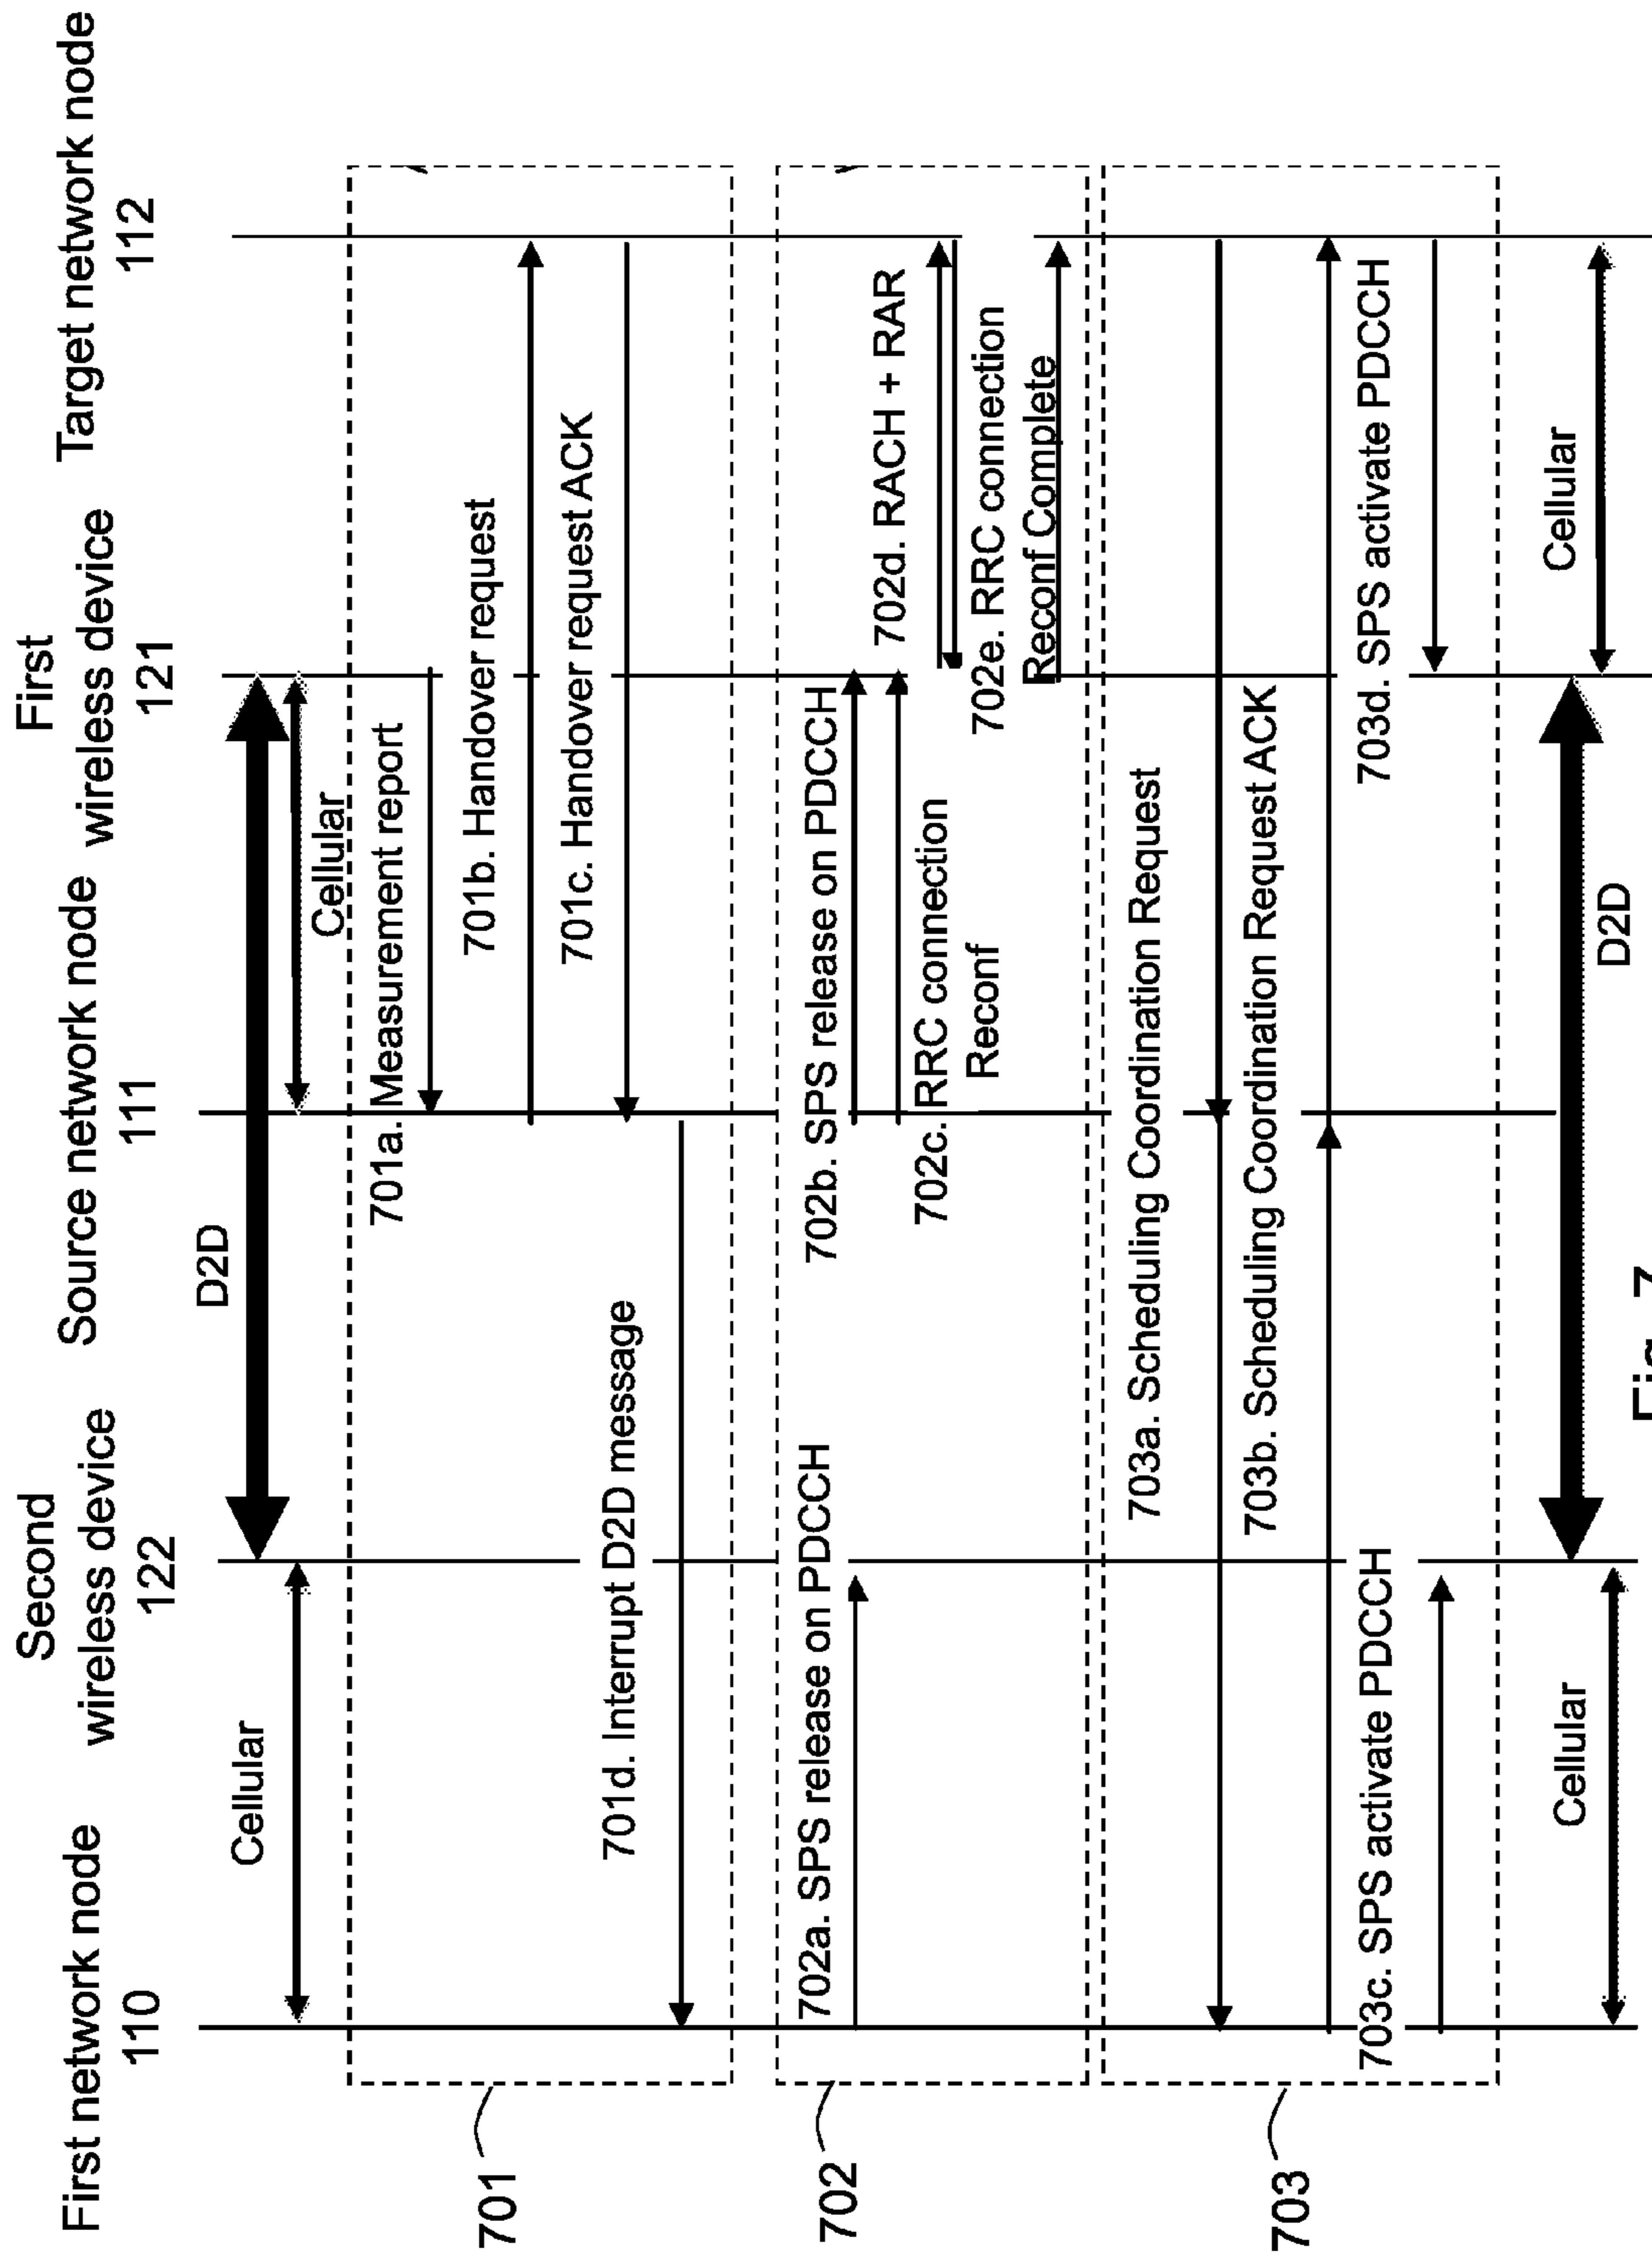 First network node
110
Second
wireless device
122
Source network node
111
First
wireless device
121
Target network node
112
D2D
Cellular
Cellular
701
701a. Measurement report
701b. Handover request
701c. Handover request ACK
701d. Interrupt D2D message
702
702a. SPS release on PDCCH
702b. SPS release on PDCCH
702c. RRC connection
Reconf
702d. RACH + RAR
702e. RRC connection
Reconf Complete
703
703a. Scheduling Coordination Request
703b. Scheduling Coordination Request ACK
703c. SPS activate PDCCH
703d. SPS activate PDCCH
Cellular
Cellular
D2D
Fig. 7